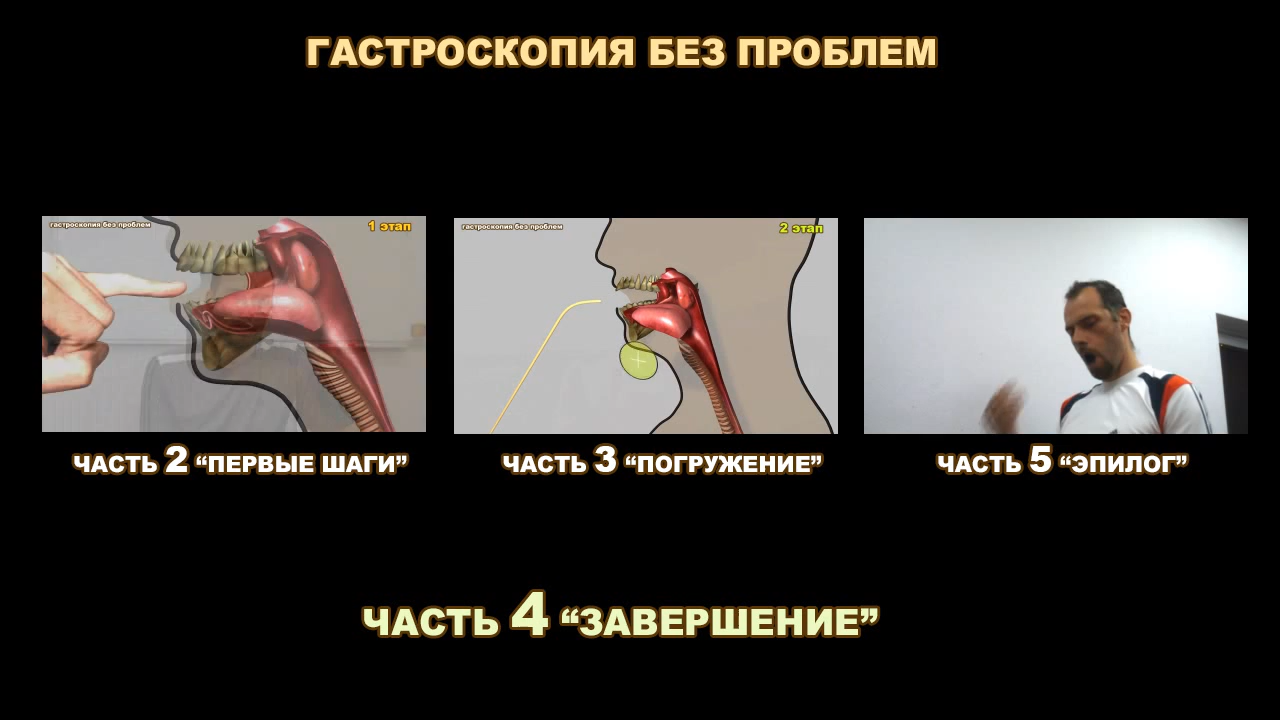 ГАСТРОСКОПИЯ БЕЗ ПРОБЛЕМ
гастроскопия без проблем
1 этап
гастроскопия без проблем
2 этап
ЧАСТЬ 2 “ПЕРВЫЕ ШАГИ”
ЧАСТЬ 3 “ПОГРУЖЕНИЕ”
ЧАСТЬ 5 “ЭПИЛОГ”
ЧАСТЬ 4 “ЗАВЕРШЕНИЕ”